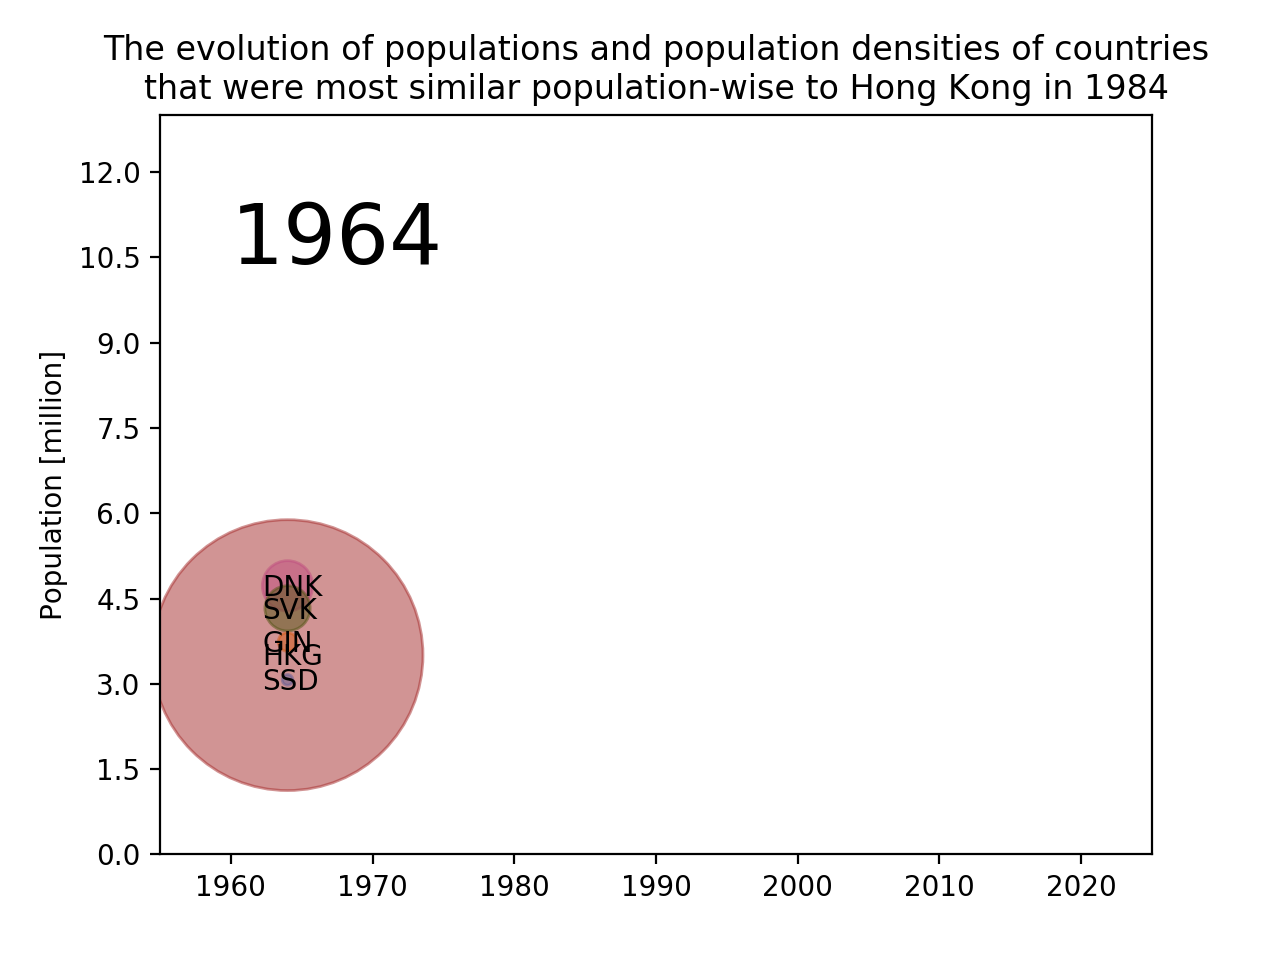 The evolution of populations and population densities of countries
that were most similar population-wise to Hong Kong in 1984
12.0
1964
10.5
9.0
Population [million]
7.5
6.0
DNK
4.5
SVK
GIN
HKG
3.0
SSD
1.5
0.0
1960 1970 1980 1990 2000 2010 2020